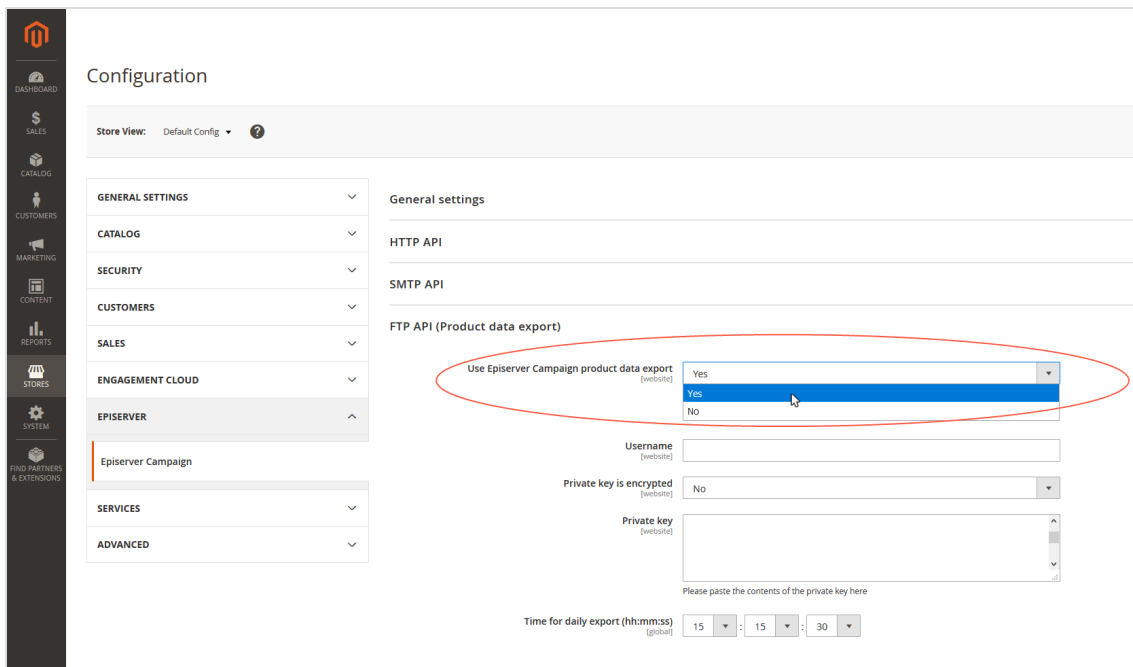 Configuration
DASHBOARD
SALES
CATALOG
CUSTOMERS
MARKETING
CONTENT
REPORTS
STORES
SYSTEM
FIND PARTNERS
& EXTENSIONS
Store View: Default Config
GENERAL SETTINGS
CATALOG
SECURITY
CUSTOMERS
SALES
ENGAGEMENT CLOUD
EPISERVER
Episerver Campaign
SERVICES
ADVANCED
General settings
HTTP API
SMTP API
FTP API (Product data export)
Use Episerver Campaign product data export
[website]
Yes
Yes
No
Username
[website]
Private key is encrypted
[website]
No
Private key
[website]
Please paste the contents of the private key here
Time for daily export (hh:mm:ss)
[global]
15 : 15 : 30